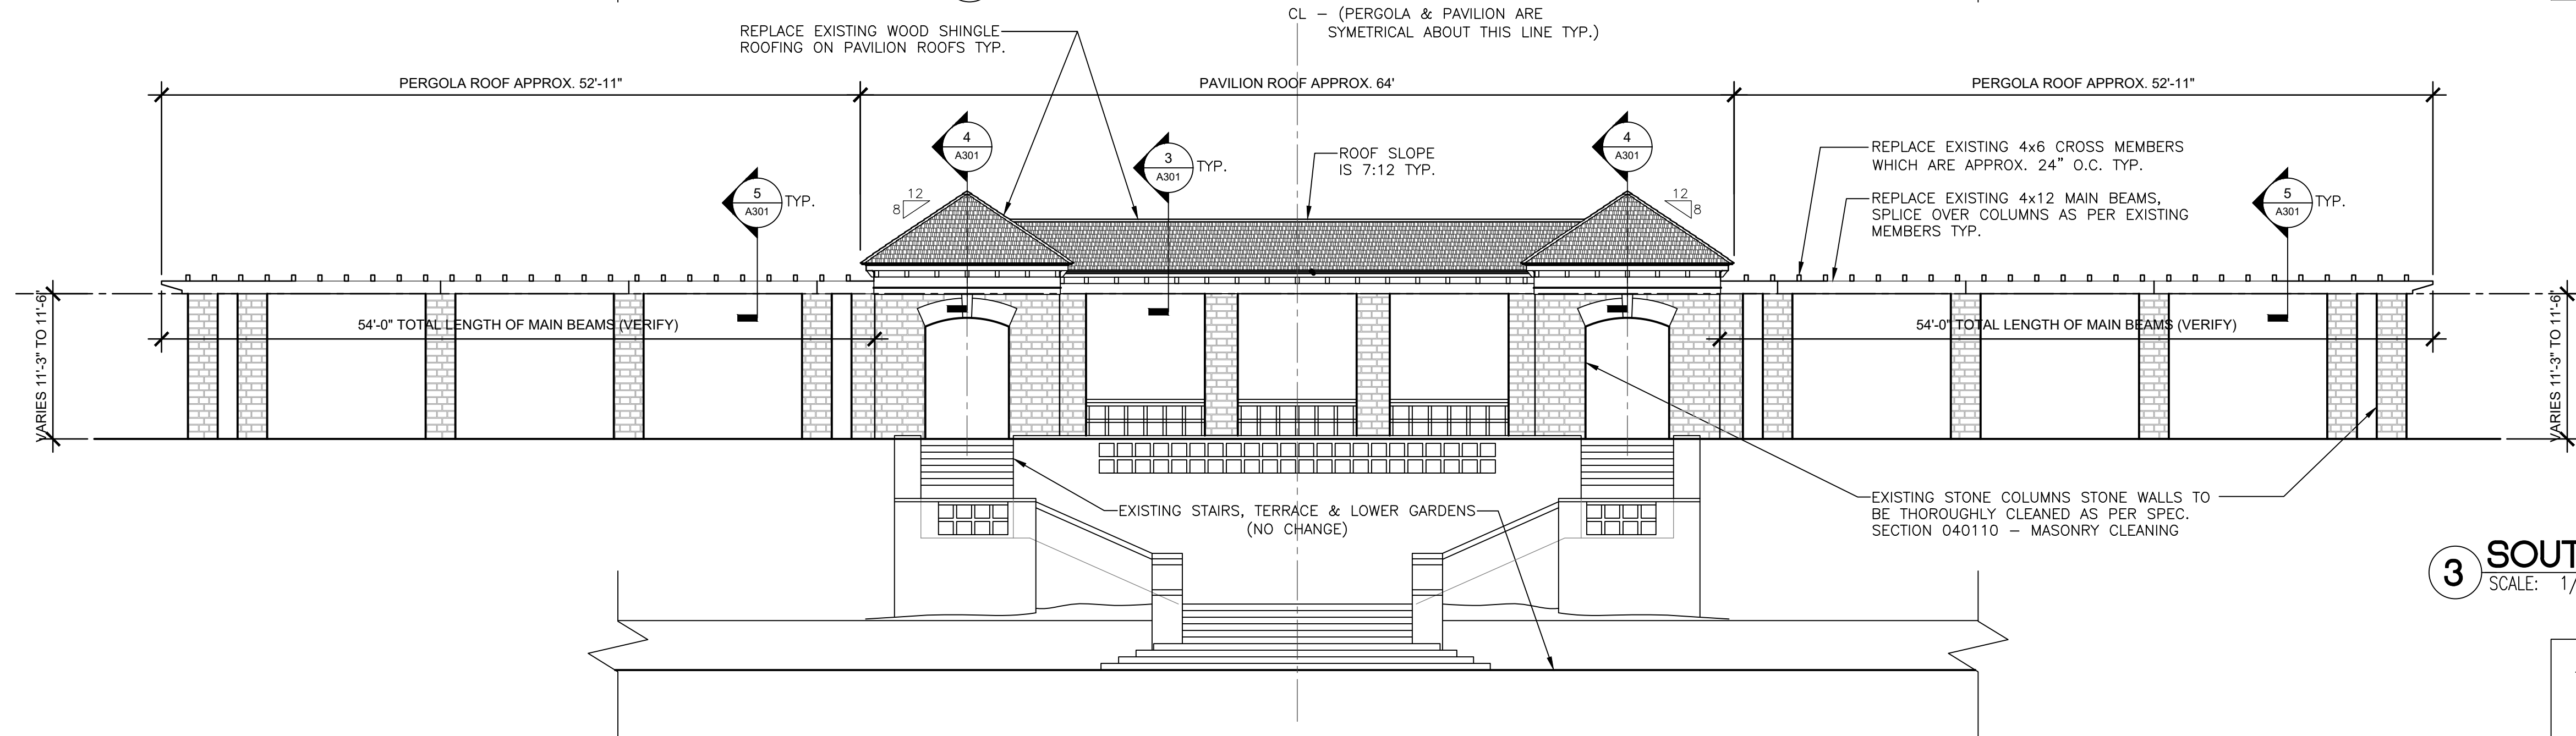 CL – (PERGOLA & PAVILION ARE
SYMETRICAL ABOUT THIS LINE TYP.)
REPLACE EXISTING WOOD SHINGLE
ROOFING ON PAVILION ROOFS TYP.
PERGOLA ROOF APPROX. 52'-11"
PAVILION ROOF APPROX. 64'
PERGOLA ROOF APPROX. 52'-11"
4
A301
3
A301
TYP.
ROOF SLOPE
IS 7:12 TYP.
4
A301
REPLACE EXISTING 4x6 CROSS MEMBERS
WHICH ARE APPROX. 24" O.C. TYP.
5
A301
TYP.
12
8
12
8
REPLACE EXISTING 4x12 MAIN BEAMS,
SPLICE OVER COLUMNS AS PER EXISTING
MEMBERS TYP.
5
A301
TYP.
VARIES 11'-3" TO 11'-6"
54'-0" TOTAL LENGTH OF MAIN BEAMS (VERIFY)
54'-0" TOTAL LENGTH OF MAIN BEAMS (VERIFY)
VARIES 11'-3" TO 11'-6"
EXISTING STAIRS, TERRACE & LOWER GARDENS
(NO CHANGE)
EXISTING STONE COLUMNS STONE WALLS TO
BE THOROUGHLY CLEANED AS PER SPEC.
SECTION 040110 – MASONRY CLEANING
3
SCALE: 1/